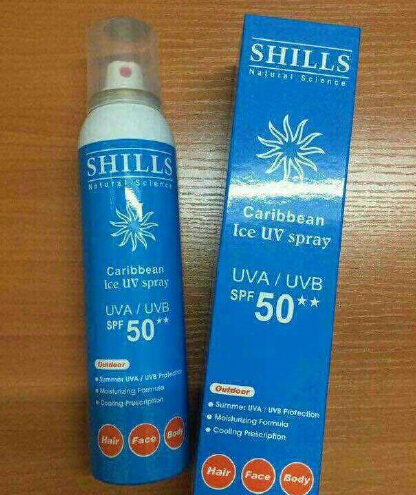 SHILLS
Natural Science
Caribbean
Ice UV spray
UVA / UVB
SPF 50**
Outdoor
• Summer UVA / UVB Protection
• Moisturizing Formula
• Cooling Prescription
Hair Face Body
SHILLS
Natural Science
Caribbean
Ice UV spray
UVA / UVB
SPF 50**
Outdoor
• Summer UVA / UVB Protection
• Moisturizing Formula
• Cooling Prescription
Hair Face Body